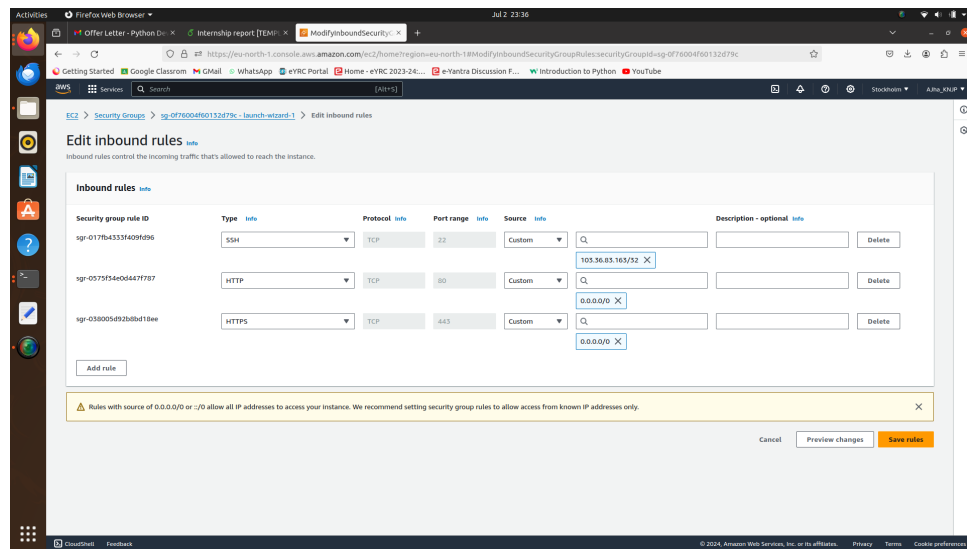 Activities Firefox Web Browser Jul 2 23:36
Offer Letter - Python De Internship report [TEMPL ModifyInboundSecurityG
https://eu-north-1.console.aws.amazon.com/ec2/home?region=eu-north-1#ModifyInboundSecurityGroupRules:securityGroupId=sg-0f76004f60132d79c
Getting Started Google Classrom GMail WhatsApp eYRC Portal Home - eYRC 2023-24:... e-Yantra Discussion F... Introduction to Python YouTube
aws Services Search [Alt+S] Stockholm AJha_KNJP
EC2 > Security Groups > sg-0f76004f60132d79c - launch-wizard-1 > Edit inbound rules
Edit inbound rules Info
Inbound rules control the incoming traffic that's allowed to reach the instance.
Inbound rules Info
Security group rule ID Type Info Protocol Info Port range Info Source Info Description - optional Info
sgr-017fb4333f409fd96 SSH TCP 22 Custom Delete
103.36.83.163/32
sgr-0575f34e0d447f787 HTTP TCP 80 Custom Delete
0.0.0.0/0
sgr-038005d92b8bd18ee HTTPS TCP 443 Custom Delete
0.0.0.0/0
Add rule
Rules with source of 0.0.0.0/0 or ::/0 allow all IP addresses to access your instance. We recommend setting security group rules to allow access from known IP addresses only.
Cancel Preview changes Save rules
CloudShell Feedback © 2024, Amazon Web Services, Inc. or its affiliates. Privacy Terms Cookie preferences